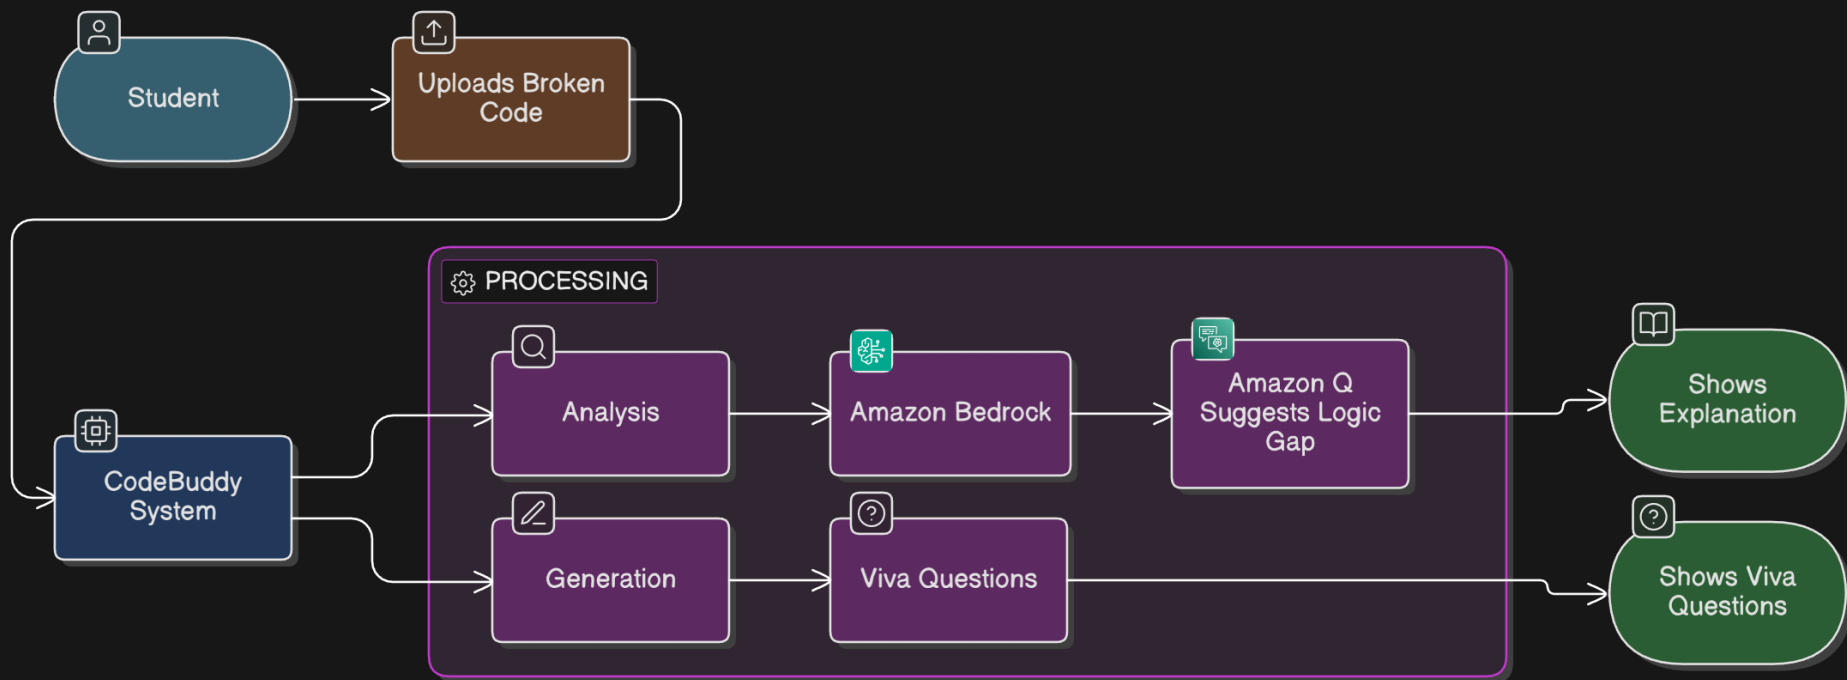 Student
Uploads Broken
Code
PROCESSING
Analysis
Amazon Bedrock
Amazon Q
Suggests Logic
Gap
Shows
Explanation
CodeBuddy
System
Generation
Viva Questions
Shows Viva
Questions